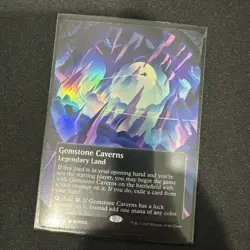 Gemstone Caverns
Legendary Land
If this card is in your opening hand and you're
not the starting player, you may begin the game
with Gemstone Caverns on the battlefield with
a luck counter on it. If you do, exile a card from
your hand.
: Add . If Gemstone Caverns has a luck
counter on it, instead add one mana of any color.